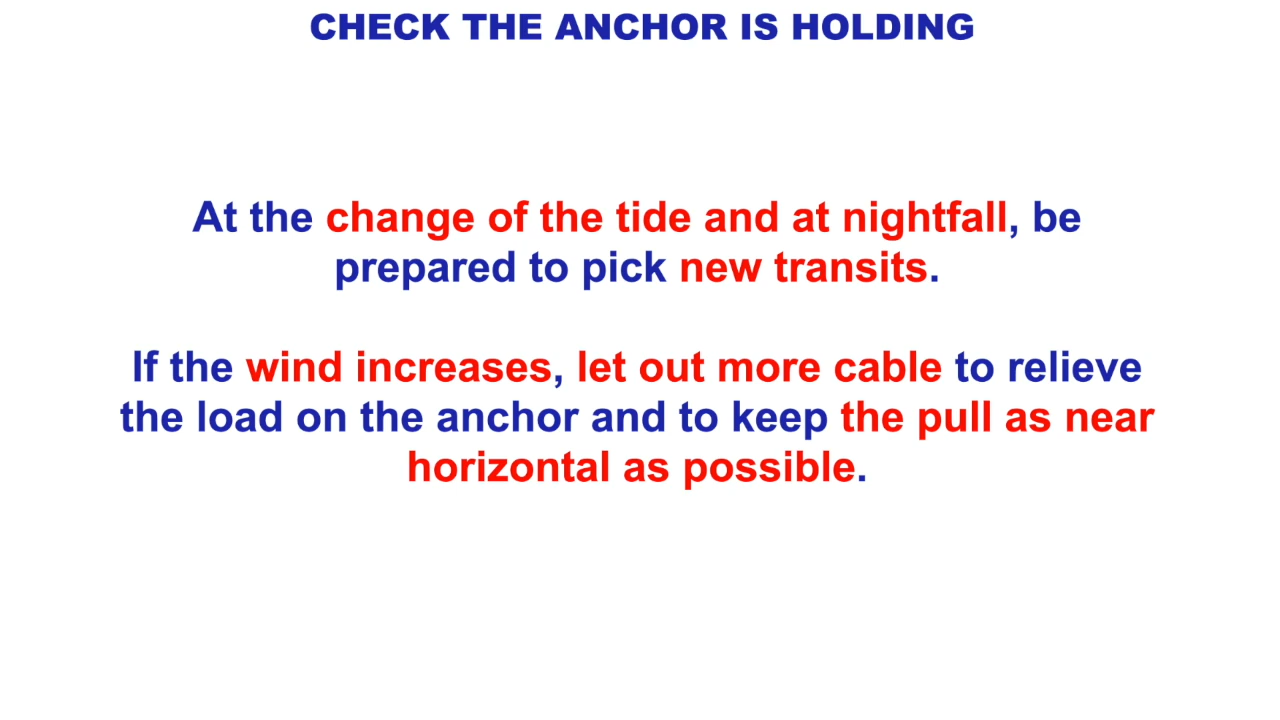 CHECK THE ANCHOR IS HOLDING
At the change of the tide and at nightfall, be
prepared to pick new transits.
If the wind increases, let out more cable to relieve
the load on the anchor and to keep the pull as near
horizontal as possible.